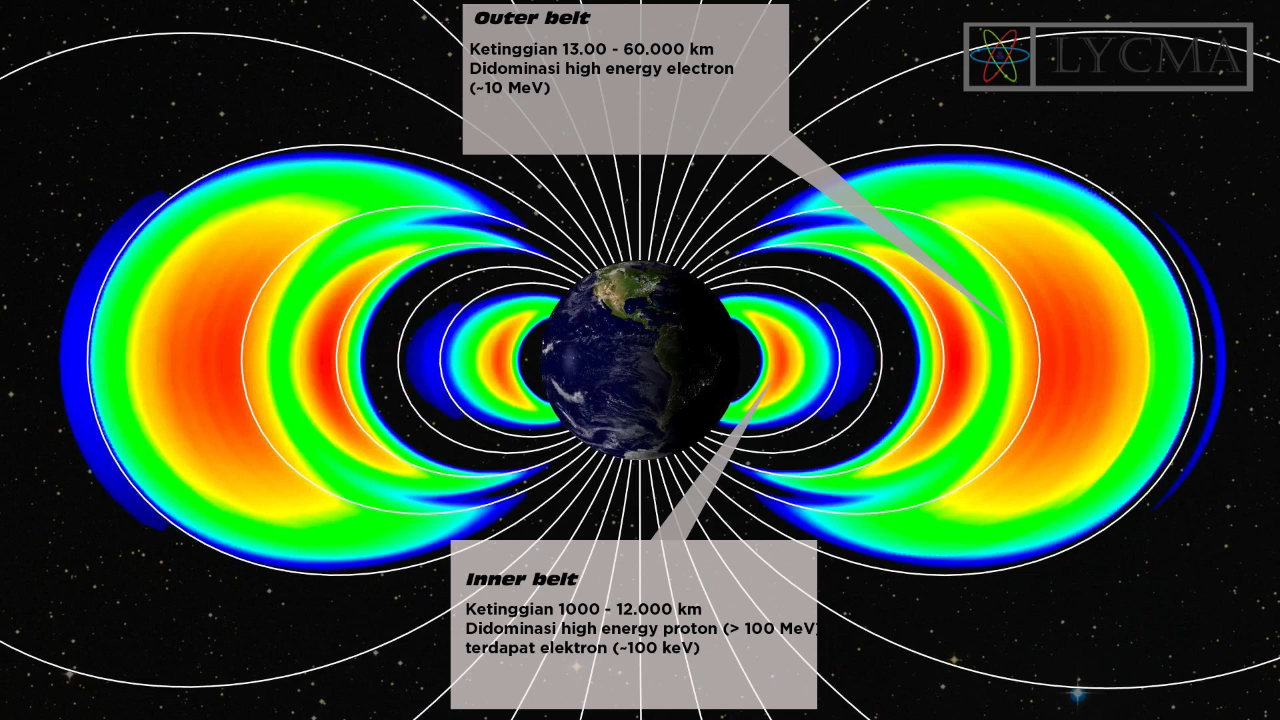 Outer belt
Ketinggian 13.00 - 60.000 km
Didominasi high energy electron
(~10 MeV)
LYCMA
Inner belt
Ketinggian 1000 - 12.000 km
Didominasi high energy proton (> 100 MeV)
terdapat elektron (~100 keV)